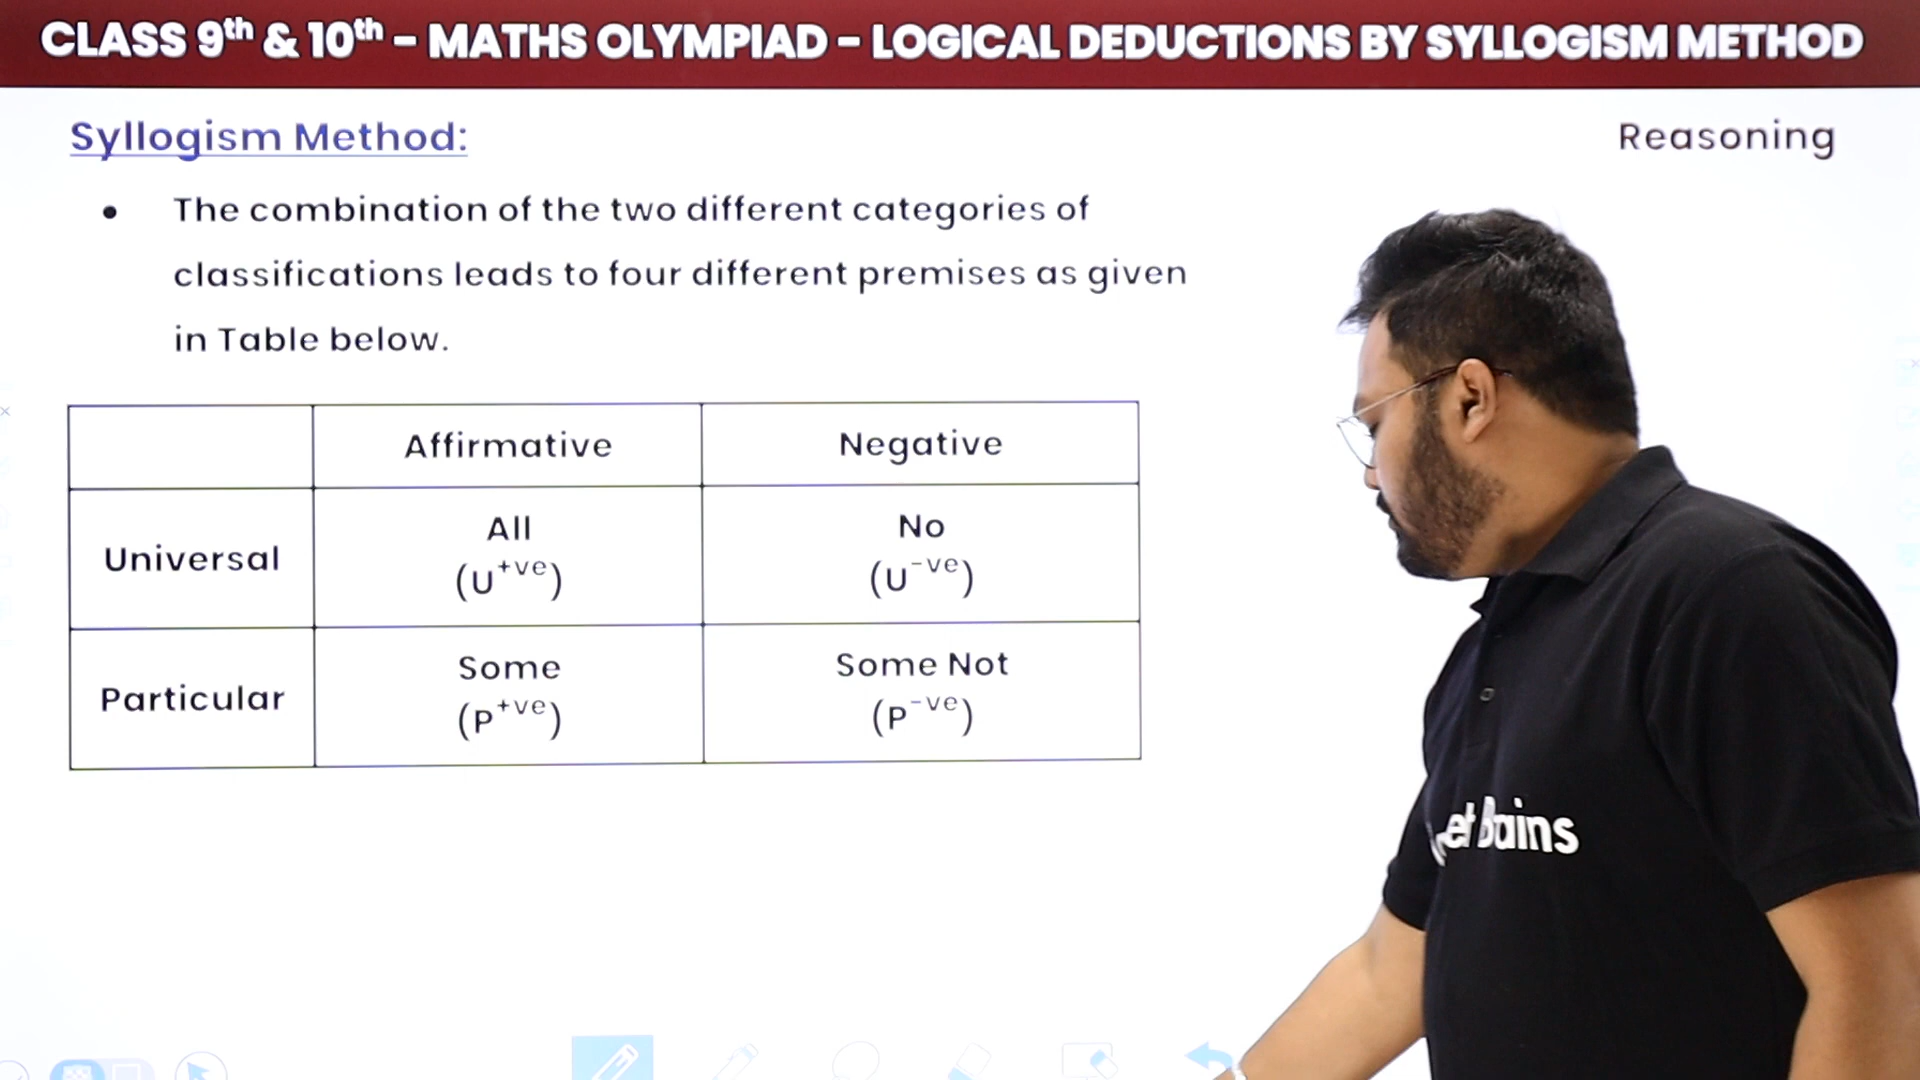 CLASS 9th & 10th – MATHS OLYMPIAD – LOGICAL DEDUCTIONS BY SYLLOGISM METHOD
Syllogism Method:
Reasoning
• The combination of the two different categories of
classifications leads to four different premises as given
in Table below.
Affirmative Negative
Universal All (U⁺ᵛᵉ) No (U⁻ᵛᵉ)
Particular Some (P⁺ᵛᵉ) Some Not (P⁻ᵛᵉ)
et Brains